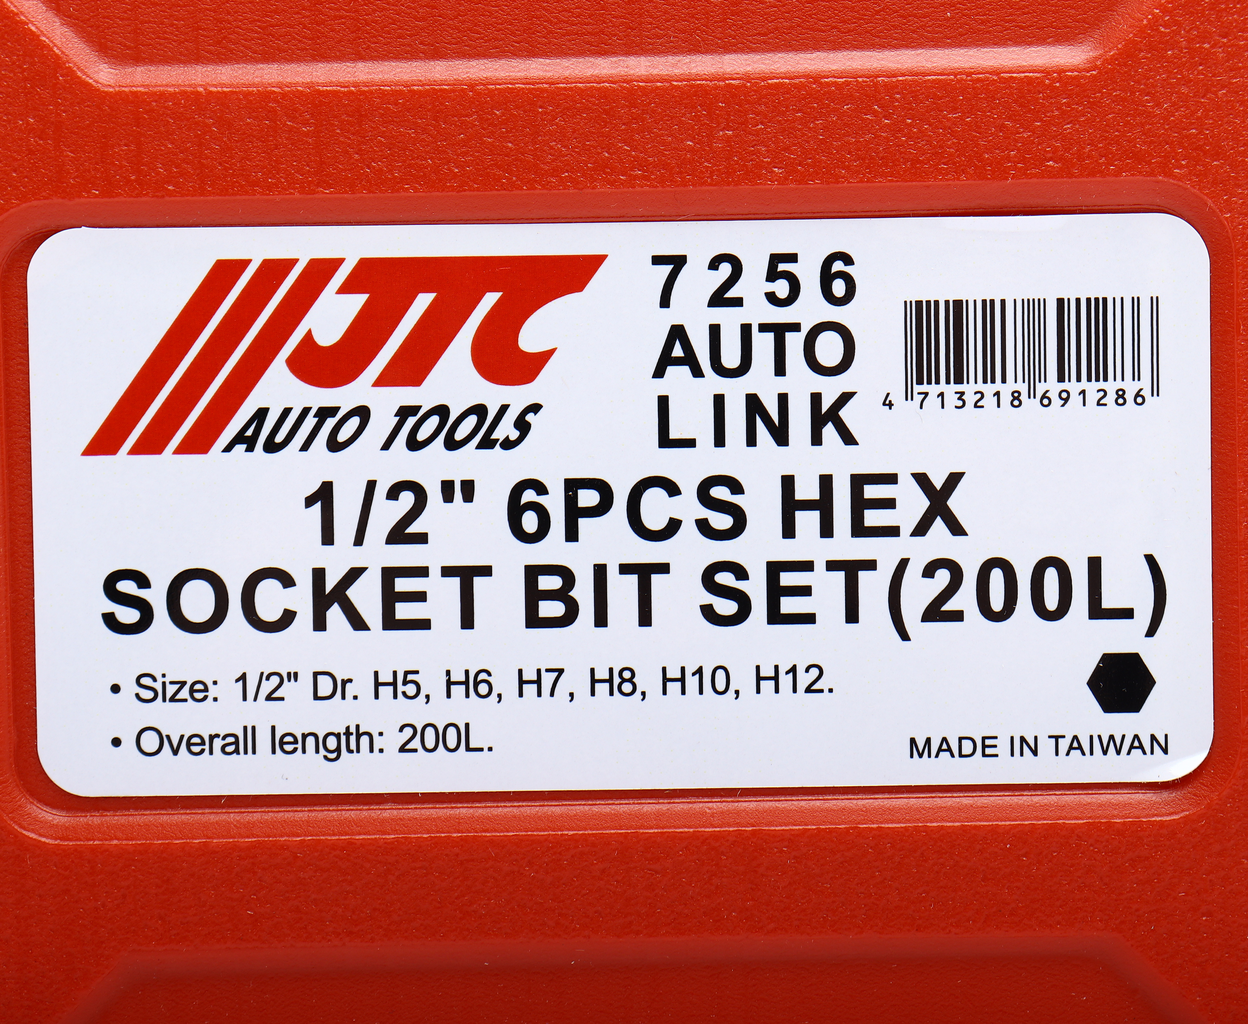 JTC
AUTO TOOLS
7256
AUTO
LINK
4 713218 691286
1/2" 6PCS HEX
SOCKET BIT SET(200L)
• Size: 1/2" Dr. H5, H6, H7, H8, H10, H12.
• Overall length: 200L.
MADE IN TAIWAN